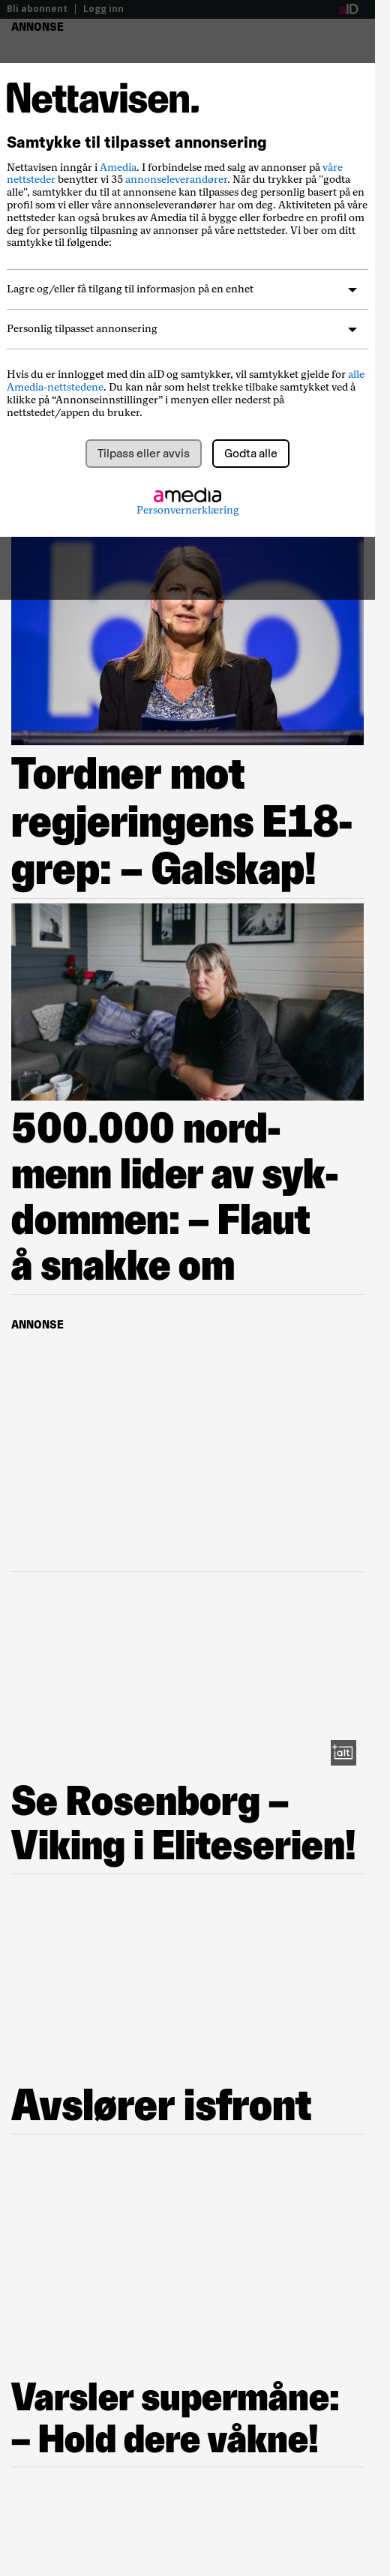 Bli abonnent | Logg inn
aID
ANNONSE
Nettavisen.
Samtykke til tilpasset annonsering
Nettavisen inngår i Amedia. I forbindelse med salg av annonser på våre
nettsteder benytter vi 35 annonseleverandører. Når du trykker på "godta
alle", samtykker du til at annonsene kan tilpasses deg personlig basert på en
profil som vi eller våre annonseleverandører har om deg. Aktiviteten på våre
nettsteder kan også brukes av Amedia til å bygge eller forbedre en profil om
deg for personlig tilpasning av annonser på våre nettsteder. Vi ber om ditt
samtykke til følgende:
Lagre og/eller få tilgang til informasjon på en enhet
Personlig tilpasset annonsering
Hvis du er innlogget med din aID og samtykker, vil samtykket gjelde for alle
Amedia-nettstedene. Du kan når som helst trekke tilbake samtykket ved å
klikke på “Annonseinnstillinger” i menyen eller nederst på
nettstedet/appen du bruker.
Tilpass eller avvis
Godta alle
amedia
Personvernerklæring
Tordner mot
regjeringens E18-
grep: – Galskap!
500.000 nord-
menn lider av syk-
dommen: – Flaut
å snakke om
ANNONSE
+alt
Se Rosenborg –
Viking i Eliteserien!
Avslører isfront
Varsler supermåne:
– Hold dere våkne!